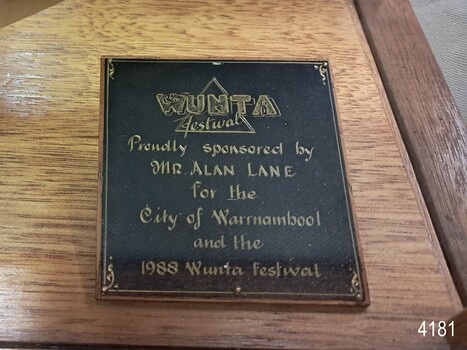 WUNTA
festival
Proudly sponsored by
MR. ALAN LANE
for the
City of Warrnambool
and the
1988 Wunta Festival
4181